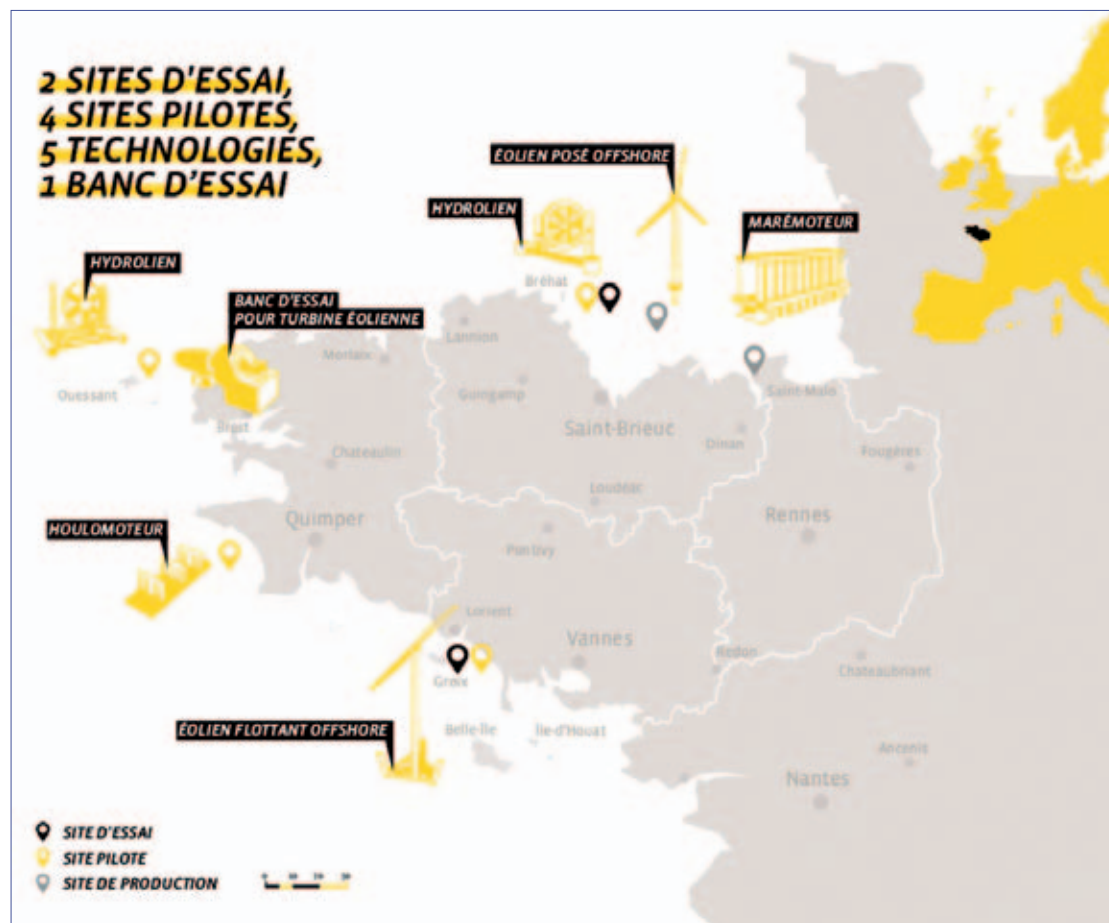 2 SITES D'ESSAI,
4 SITES PILOTES,
5 TECHNOLOGIES,
1 BANC D'ESSAI
ÉOLIEN POSÉ OFFSHORE
HYDROLIEN
MARÉMOTEUR
HYDROLIEN
Bréhat
BANC D'ESSAI
POUR TURBINE ÉOLIENNE
Lannion
Morlaix
Ouessant
Guingamp
Saint-Malo
Brest
Saint-Brieuc
Dinan
Chateaulin
Fougères
Loudéac
Quimper
Rennes
HOULOMOTEUR
Pontivy
Lorient
Vannes
Redon
Chateaubriant
Groix
ÉOLIEN FLOTTANT OFFSHORE
Belle-île
île-d'Houat
Ancenis
Nantes
SITE D'ESSAI
SITE PILOTE
SITE DE PRODUCTION